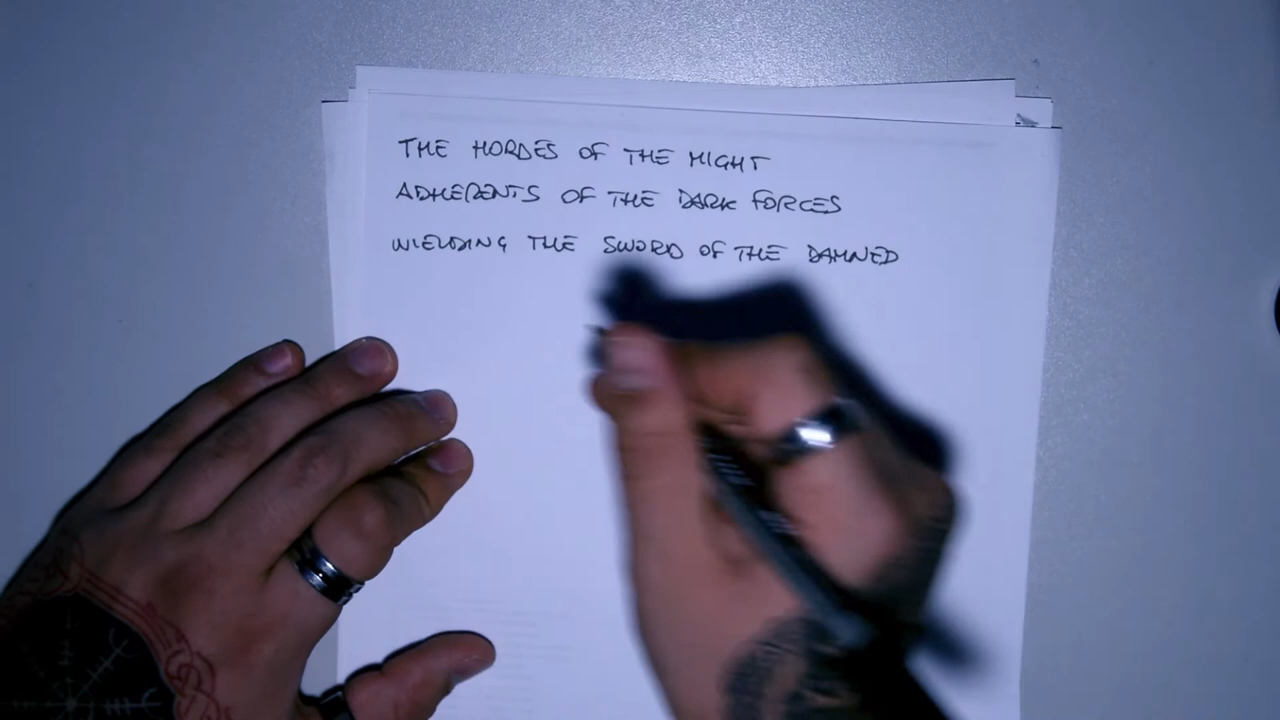 THE HORDES OF THE NIGHT
ADHERENTS OF THE DARK FORCES
WIELDING THE SWORD OF THE DAMNED